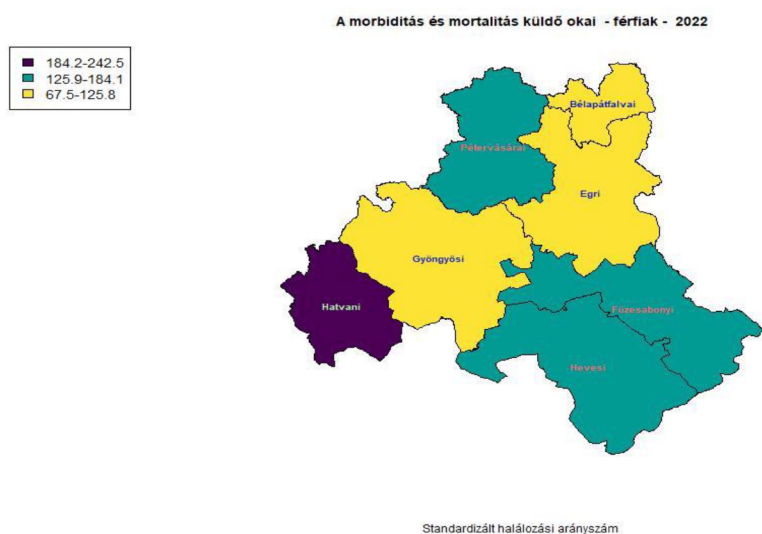 A morbiditás és mortalitás küldő okai - férfiak - 2022
184.2-242.5
125.9-184.1
67.5-125.8
Bélapátfalvai
Pétervásárai
Egri
Gyöngyösi
Hatvani
Füzesabonyi
Hevesi
Standardizált halálozási arányszám